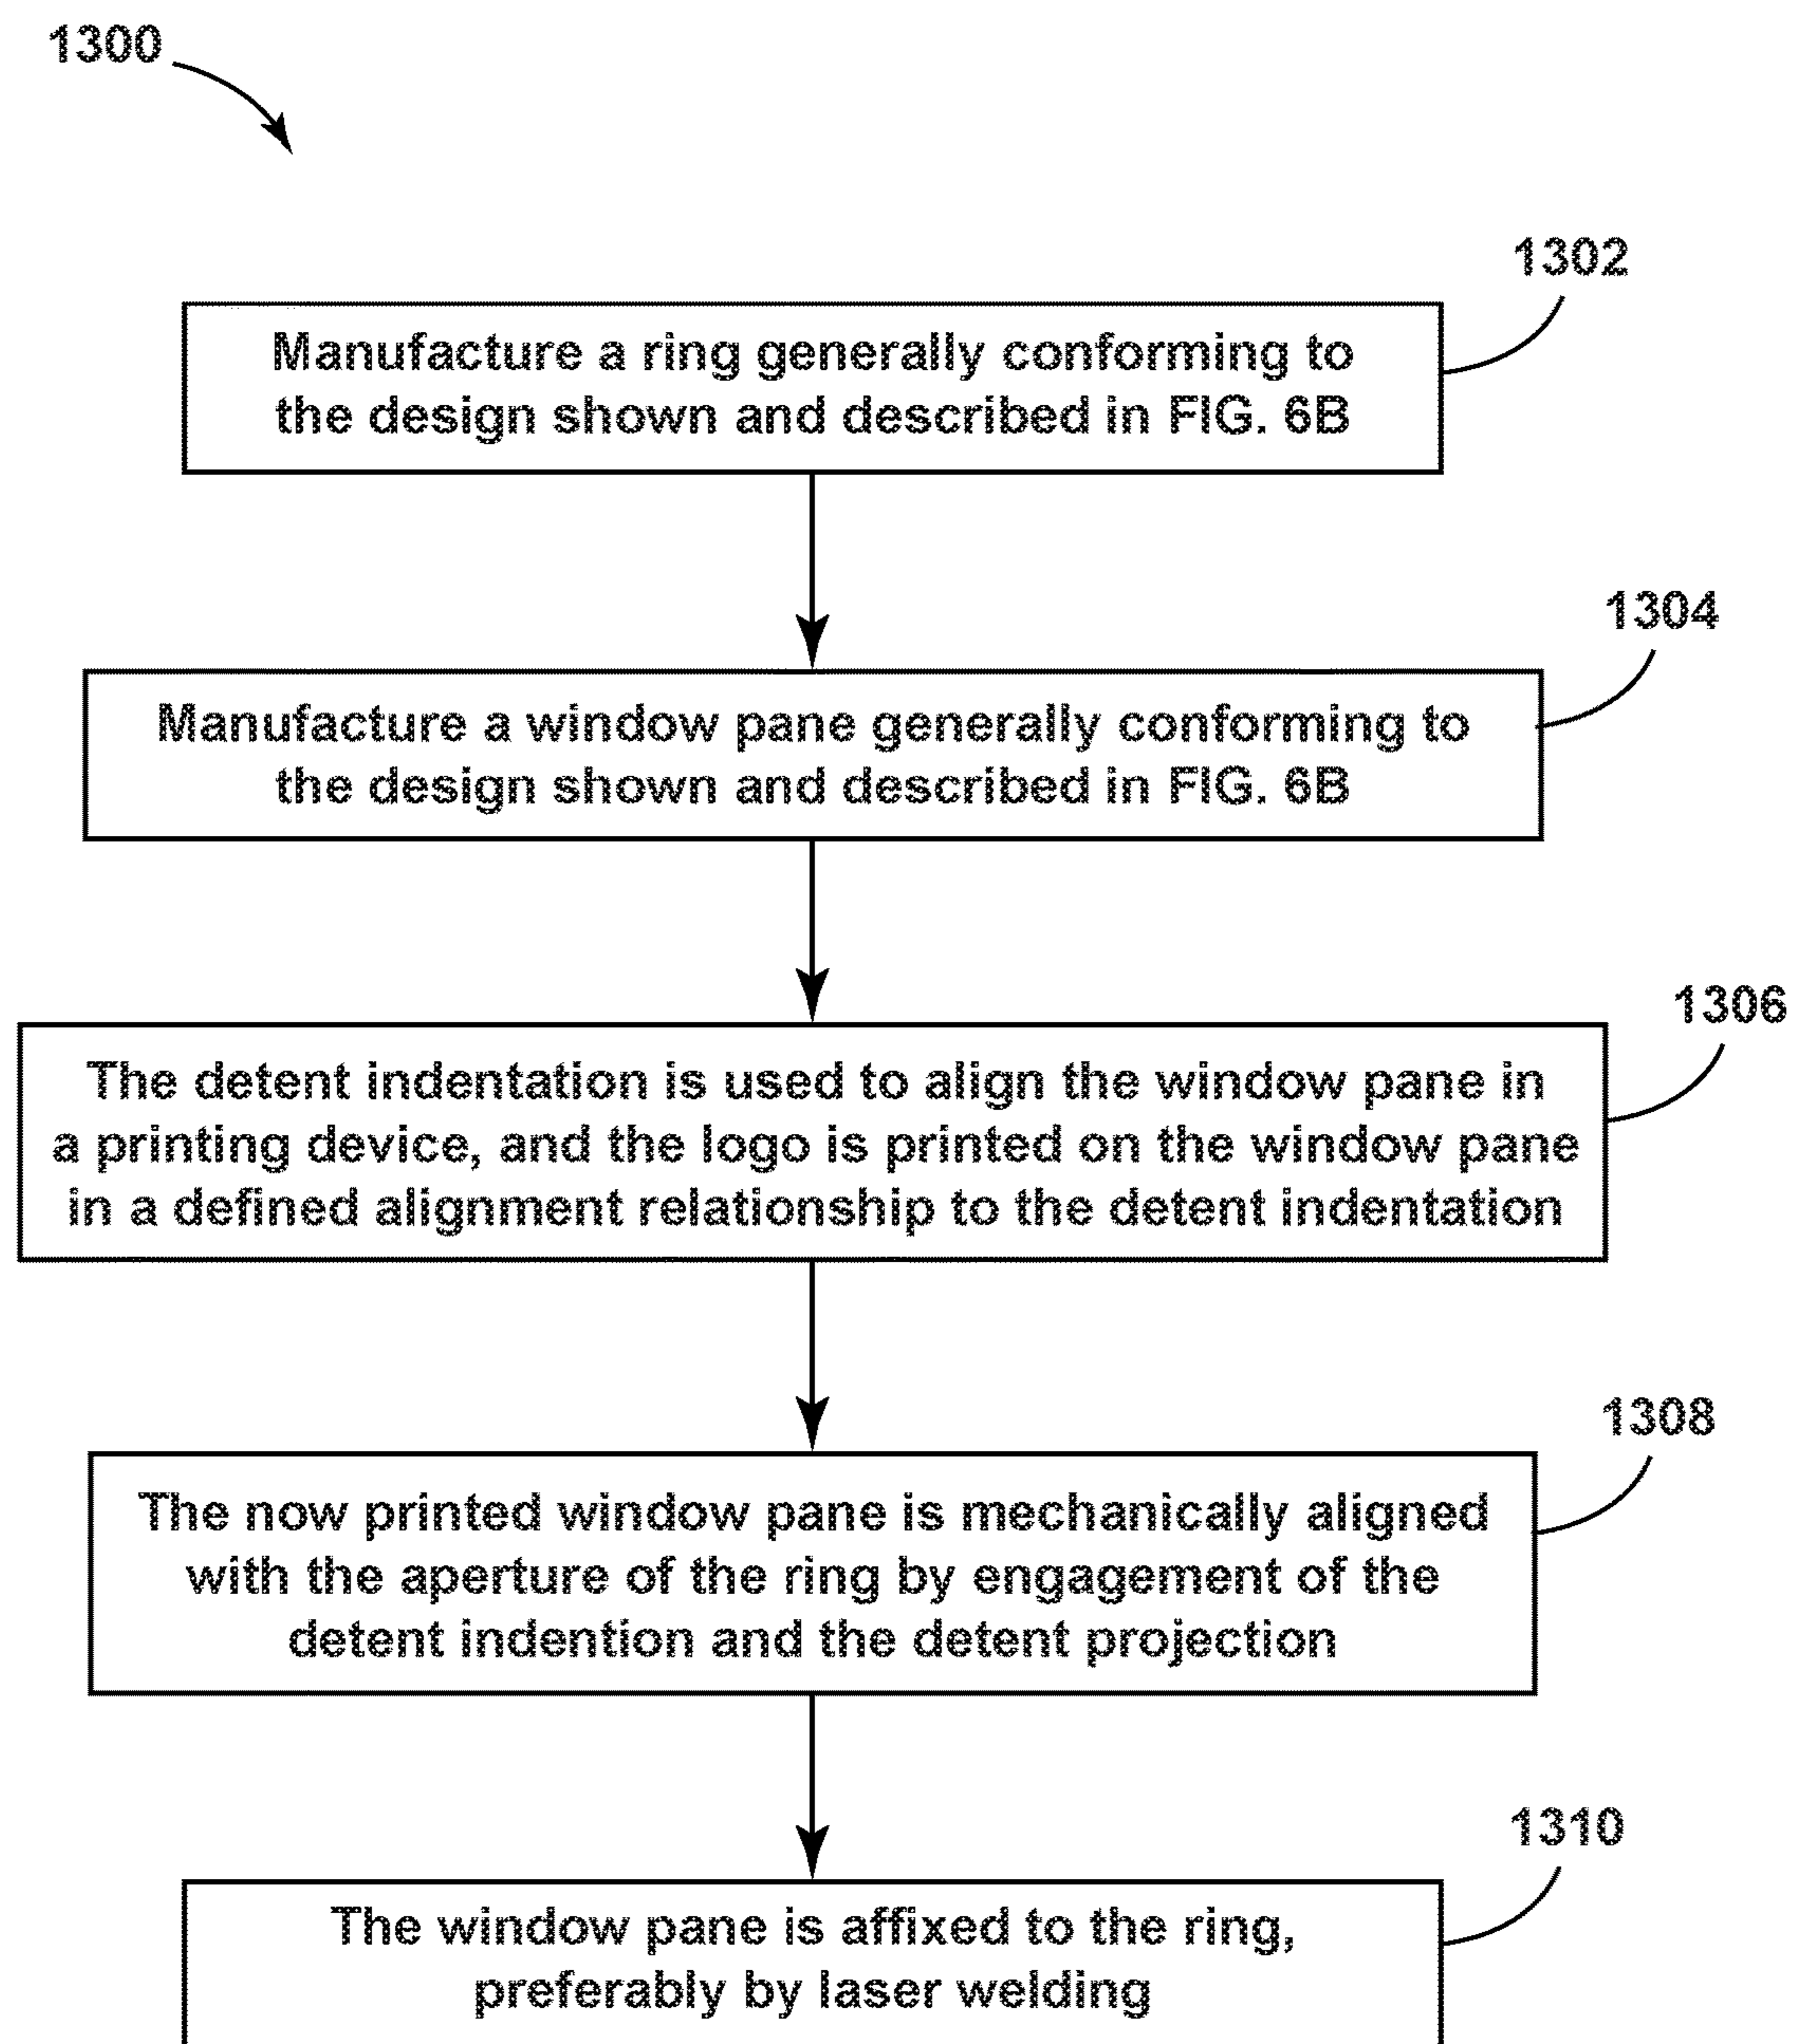 1300
1302
Manufacture a ring generally conforming to
the design shown and described in FIG. 6B
1304
Manufacture a window pane generally conforming to
the design shown and described in FIG. 6B
1306
The detent indentation is used to align the window pane in
a printing device, and the logo is printed on the window pane
in a defined alignment relationship to the detent indentation
1308
The now printed window pane is mechanically aligned
with the aperture of the ring by engagement of the
detent indention and the detent projection
1310
The window pane is affixed to the ring,
preferably by laser welding